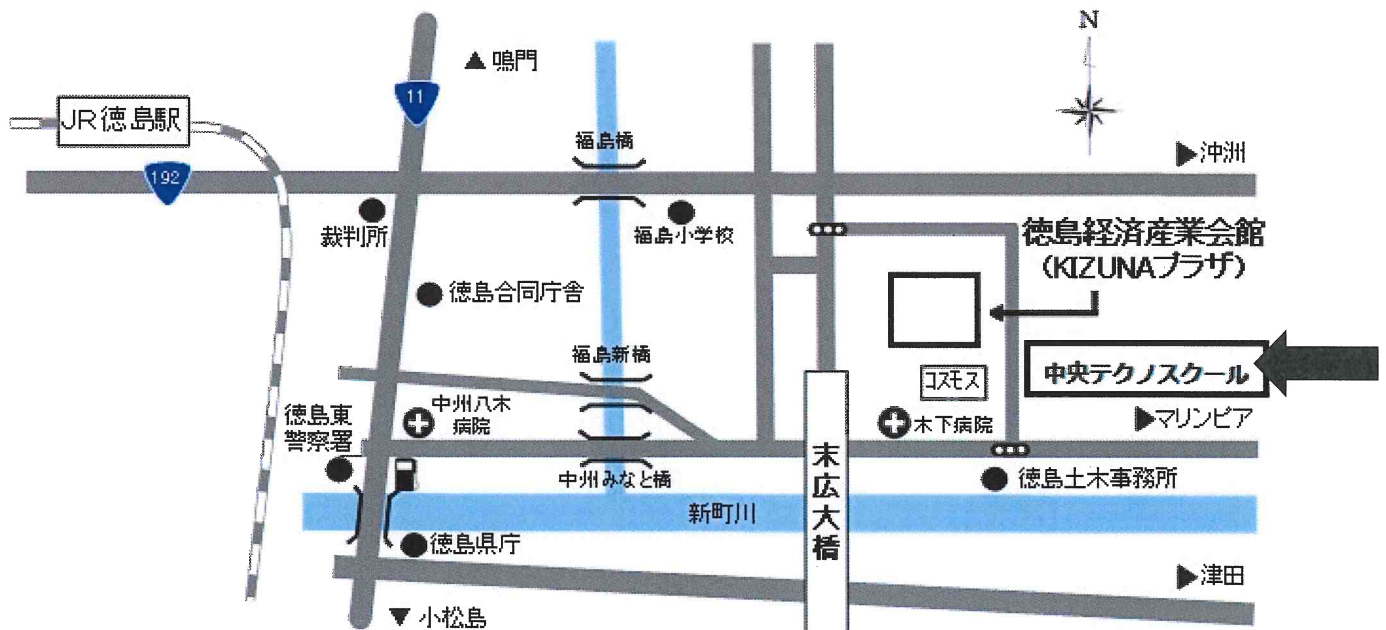 N
鳴門
11
JR徳島駅
福島橋
沖洲
192
裁判所
福島小学校
徳島経済産業会館
(KIZUNAプラザ)
徳島合同庁舎
福島新橋
中央テクノスクール
コスモス
中州八木
病院
徳島東
警察署
木下病院
マリンピア
末広大橋
中州みなと橋
徳島土木事務所
新町川
徳島県庁
津田
小松島